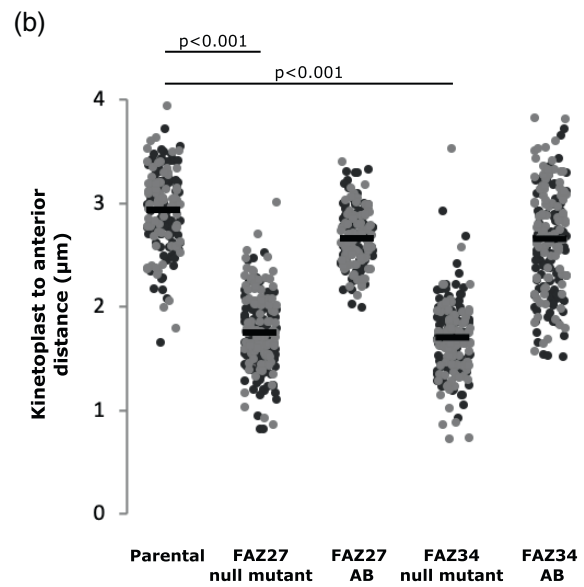 (b)
p<0.001
p<0.001
4
3
2
1
0
Kinetoplast to anterior
distance (µm)
Parental
FAZ27
null mutant
FAZ27
AB
FAZ34
null mutant
FAZ34
AB